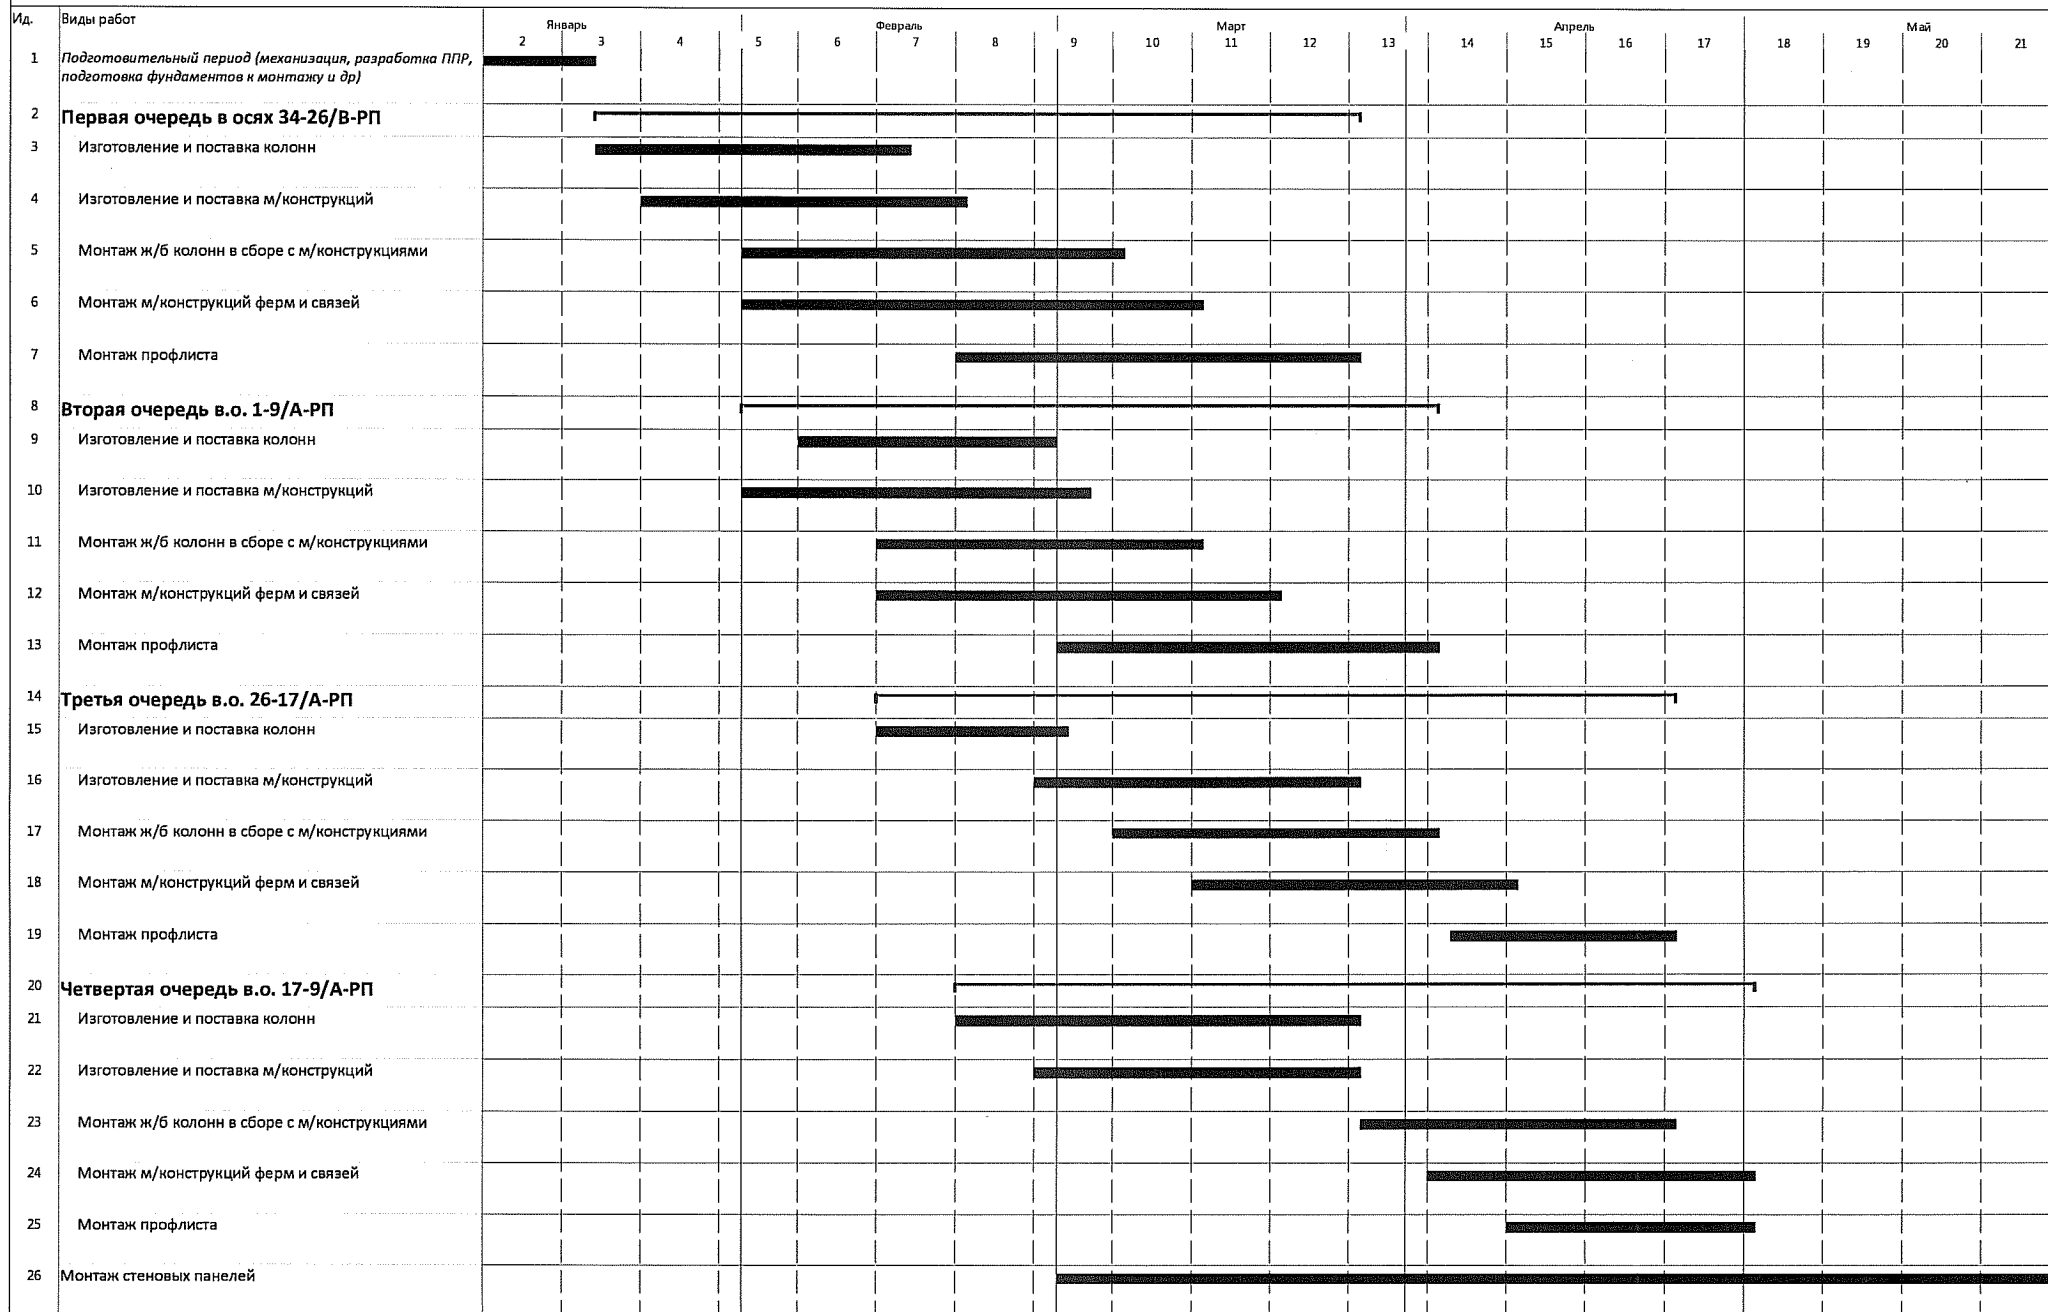 Ид. Виды работ Январь Февраль Март Апрель Май
2 3 4 5 6 7 8 9 10 11 12 13 14 15 16 17 18 19 20 21
1 Подготовительный период (механизация, разработка ППР,
подготовка фундаментов к монтажу и др)
2 Первая очередь в осях 34-26/В-РП
3 Изготовление и поставка колонн
4 Изготовление и поставка м/конструкций
5 Монтаж ж/б колонн в сборе с м/конструкциями
6 Монтаж м/конструкций ферм и связей
7 Монтаж профлиста
8 Вторая очередь в.о. 1-9/А-РП
9 Изготовление и поставка колонн
10 Изготовление и поставка м/конструкций
11 Монтаж ж/б колонн в сборе с м/конструкциями
12 Монтаж м/конструкций ферм и связей
13 Монтаж профлиста
14 Третья очередь в.о. 26-17/А-РП
15 Изготовление и поставка колонн
16 Изготовление и поставка м/конструкций
17 Монтаж ж/б колонн в сборе с м/конструкциями
18 Монтаж м/конструкций ферм и связей
19 Монтаж профлиста
20 Четвертая очередь в.о. 17-9/А-РП
21 Изготовление и поставка колонн
22 Изготовление и поставка м/конструкций
23 Монтаж ж/б колонн в сборе с м/конструкциями
24 Монтаж м/конструкций ферм и связей
25 Монтаж профлиста
26 Монтаж стеновых панелей